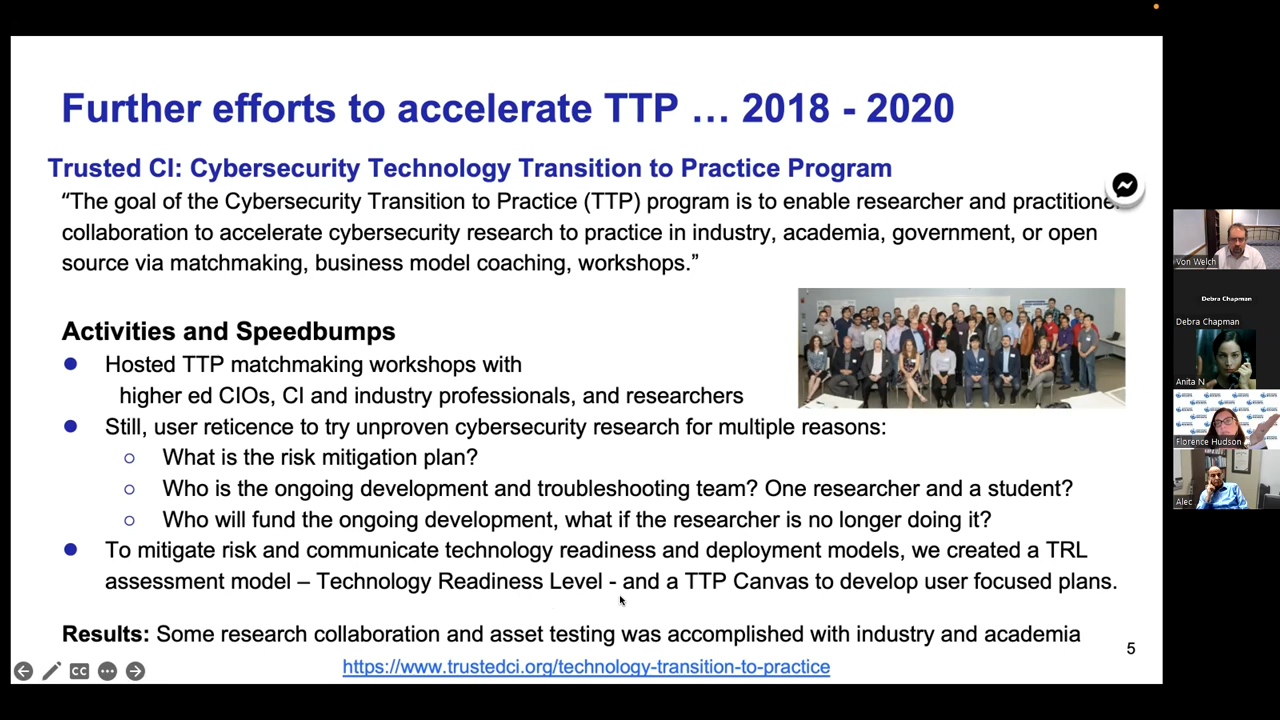 Further efforts to accelerate TTP … 2018 - 2020
Trusted CI: Cybersecurity Technology Transition to Practice Program
“The goal of the Cybersecurity Transition to Practice (TTP) program is to enable researcher and practitioner
collaboration to accelerate cybersecurity research to practice in industry, academia, government, or open
source via matchmaking, business model coaching, workshops.”
Activities and Speedbumps
● Hosted TTP matchmaking workshops with
higher ed CIOs, CI and industry professionals, and researchers
● Still, user reticence to try unproven cybersecurity research for multiple reasons:
○ What is the risk mitigation plan?
○ Who is the ongoing development and troubleshooting team? One researcher and a student?
○ Who will fund the ongoing development, what if the researcher is no longer doing it?
● To mitigate risk and communicate technology readiness and deployment models, we created a TRL
assessment model – Technology Readiness Level - and a TTP Canvas to develop user focused plans.
Results: Some research collaboration and asset testing was accomplished with industry and academia
5
https://www.trustedci.org/technology-transition-to-practice
CC
Von Welch
Debra Chapman
Debra Chapman
Anita N
Florence Hudson
Alec